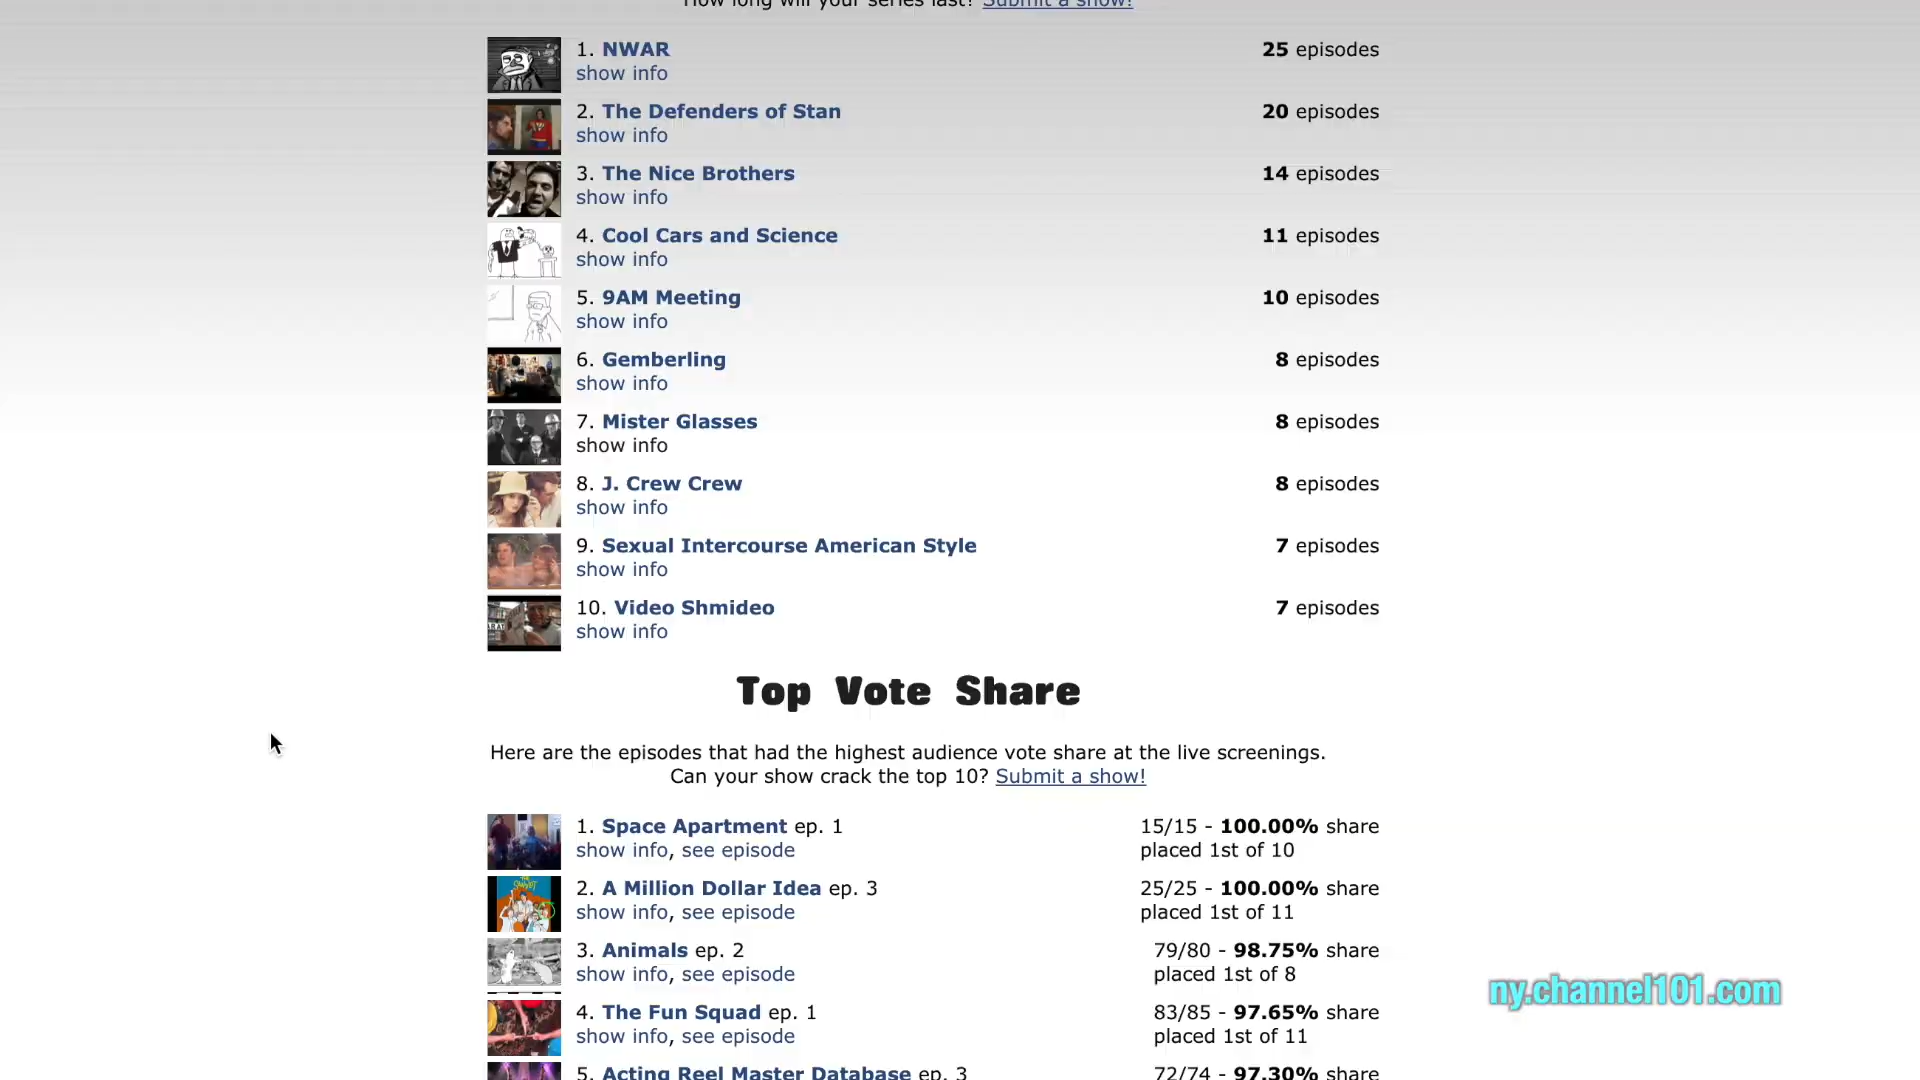 How long will your series last? Submit a show!
1. NWAR 25 episodes
show info
2. The Defenders of Stan 20 episodes
show info
3. The Nice Brothers 14 episodes
show info
4. Cool Cars and Science 11 episodes
show info
5. 9AM Meeting 10 episodes
show info
6. Gemberling 8 episodes
show info
7. Mister Glasses 8 episodes
show info
8. J. Crew Crew 8 episodes
show info
9. Sexual Intercourse American Style 7 episodes
show info
10. Video Shmideo 7 episodes
show info
Top Vote Share
Here are the episodes that had the highest audience vote share at the live screenings.
Can your show crack the top 10? Submit a show!
1. Space Apartment ep. 1 15/15 - 100.00% share
show info, see episode placed 1st of 10
2. A Million Dollar Idea ep. 3 25/25 - 100.00% share
show info, see episode placed 1st of 11
3. Animals ep. 2 79/80 - 98.75% share
show info, see episode placed 1st of 8
4. The Fun Squad ep. 1 83/85 - 97.65% share
show info, see episode placed 1st of 11
5. Acting Reel Master Database ep. 3 72/74 - 97.30% share
ny.channel101.com